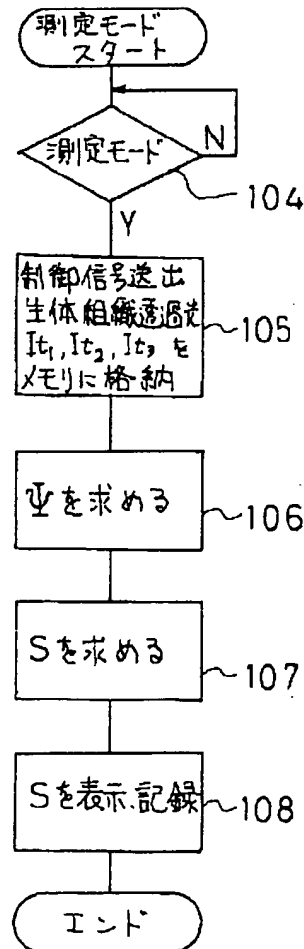 測定モード
スタート
測定モード
N
104
Y
制御信号送出
生体組織透過光
It₁, It₂, It₃ を
メモリに格納
105
Ψを求める
106
Sを求める
107
Sを表示、記録
108
エンド